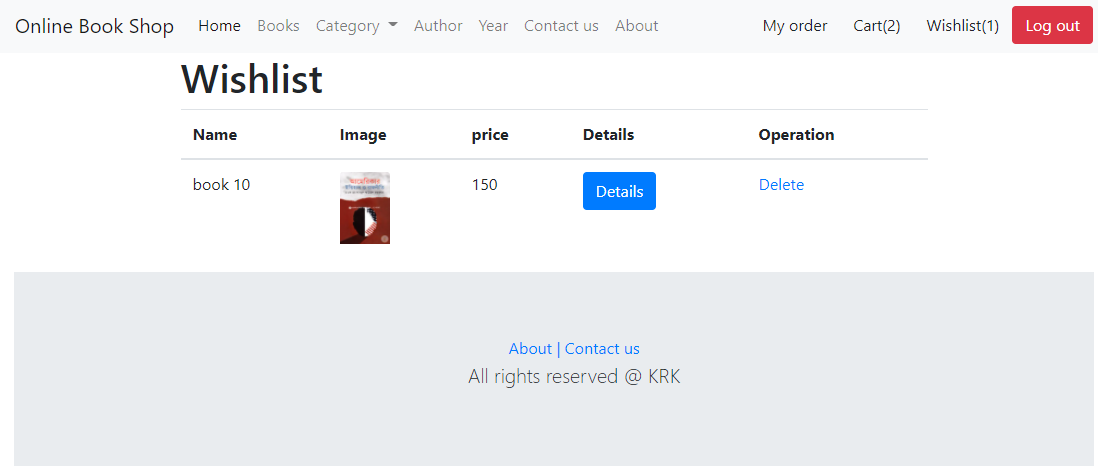 Online Book Shop Home Books Category Author Year Contact us About My order Cart(2) Wishlist(1) Log out
Wishlist
Name Image price Details Operation
book 10 150 Details Delete
About | Contact us
All rights reserved @ KRK